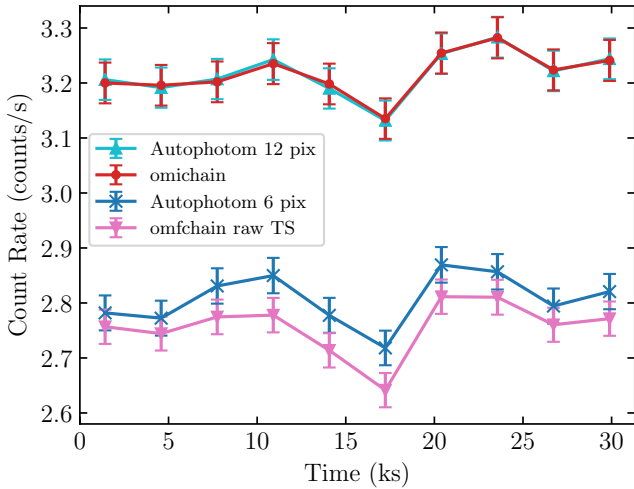 3.3
3.2
3.1
3.0
2.9
2.8
2.7
2.6
Count Rate (counts/s)
Autophotom 12 pix
omichain
Autophotom 6 pix
omfchain raw TS
0 5 10 15 20 25 30
Time (ks)